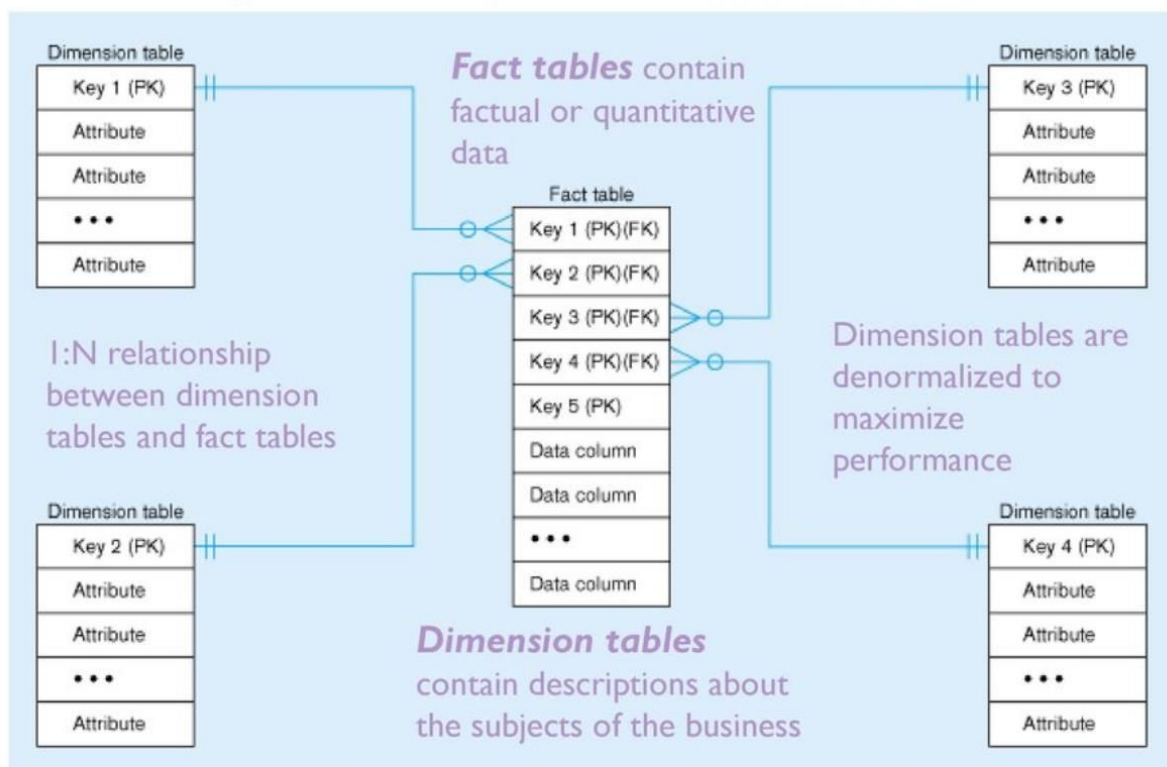 Dimension table
Key 1 (PK)
Attribute
Attribute
•••
Attribute
Fact tables contain
factual or quantitative
data
Dimension table
Key 3 (PK)
Attribute
Attribute
•••
Attribute
Fact table
Key 1 (PK)(FK)
Key 2 (PK)(FK)
Key 3 (PK)(FK)
Key 4 (PK)(FK)
Key 5 (PK)
Data column
Data column
•••
Data column
1:N relationship
between dimension
tables and fact tables
Dimension tables are
denormalized to
maximize
performance
Dimension table
Key 2 (PK)
Attribute
Attribute
•••
Attribute
Dimension tables
contain descriptions about
the subjects of the business
Dimension table
Key 4 (PK)
Attribute
Attribute
•••
Attribute